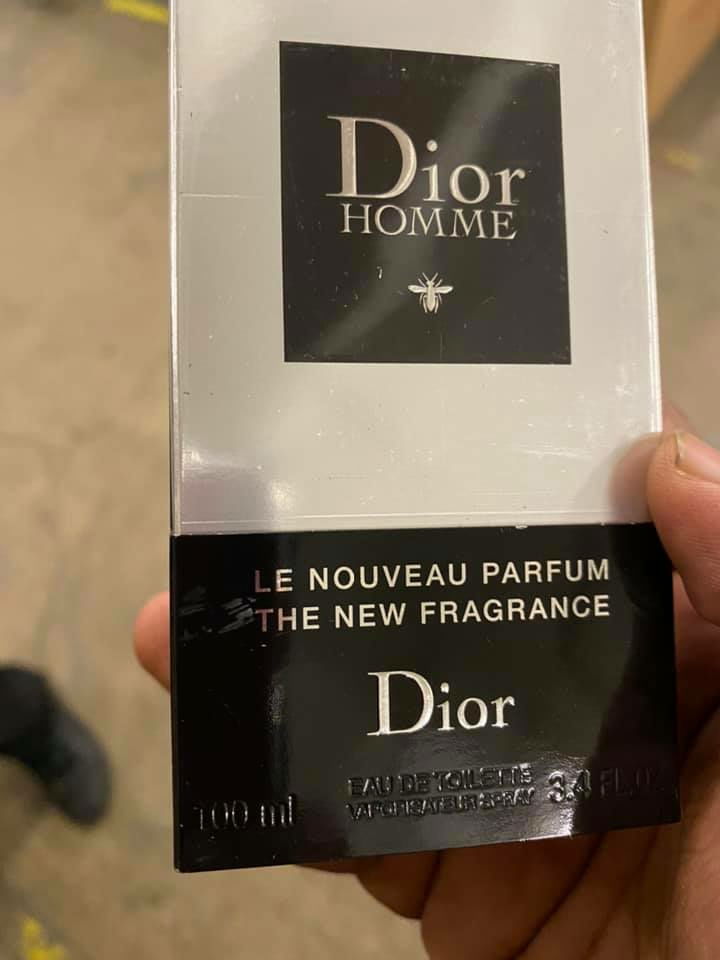 Dior
HOMME
LE NOUVEAU PARFUM
THE NEW FRAGRANCE
Dior
EAU DE TOILETTE
VAPORISATEUR-SPRAY
100 ml
3.4 FL.OZ